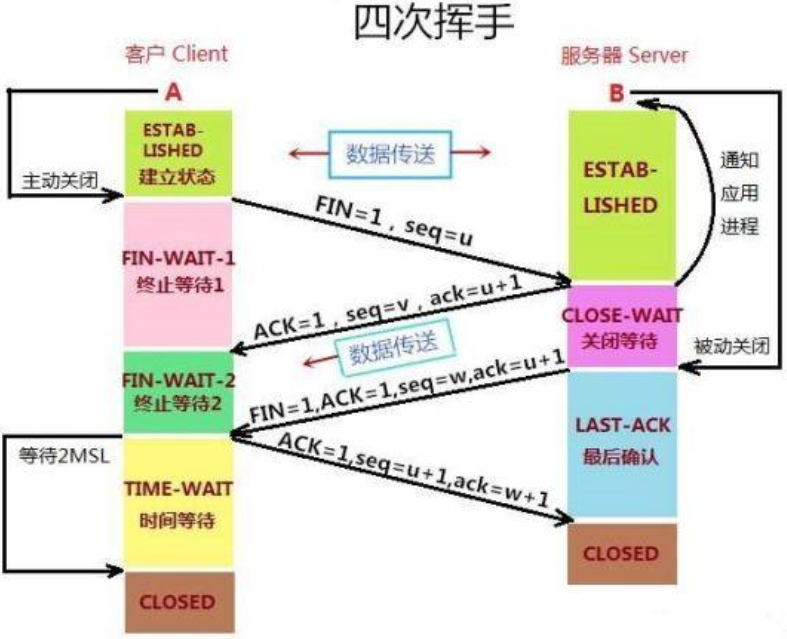 四次挥手
客户 Client
服务器 Server
A
B
ESTAB-
LISHED
建立状态
主动关闭
数据传送
ESTAB-
LISHED
通知
应用
进程
FIN=1，seq=u
FIN-WAIT-1
终止等待1
ACK=1，seq=v，ack=u+1
CLOSE-WAIT
关闭等待
被动关闭
数据传送
FIN-WAIT-2
终止等待2
FIN=1,ACK=1,seq=w,ack=u+1
LAST-ACK
最后确认
等待2MSL
ACK=1,seq=u+1,ack=w+1
TIME-WAIT
时间等待
CLOSED
CLOSED